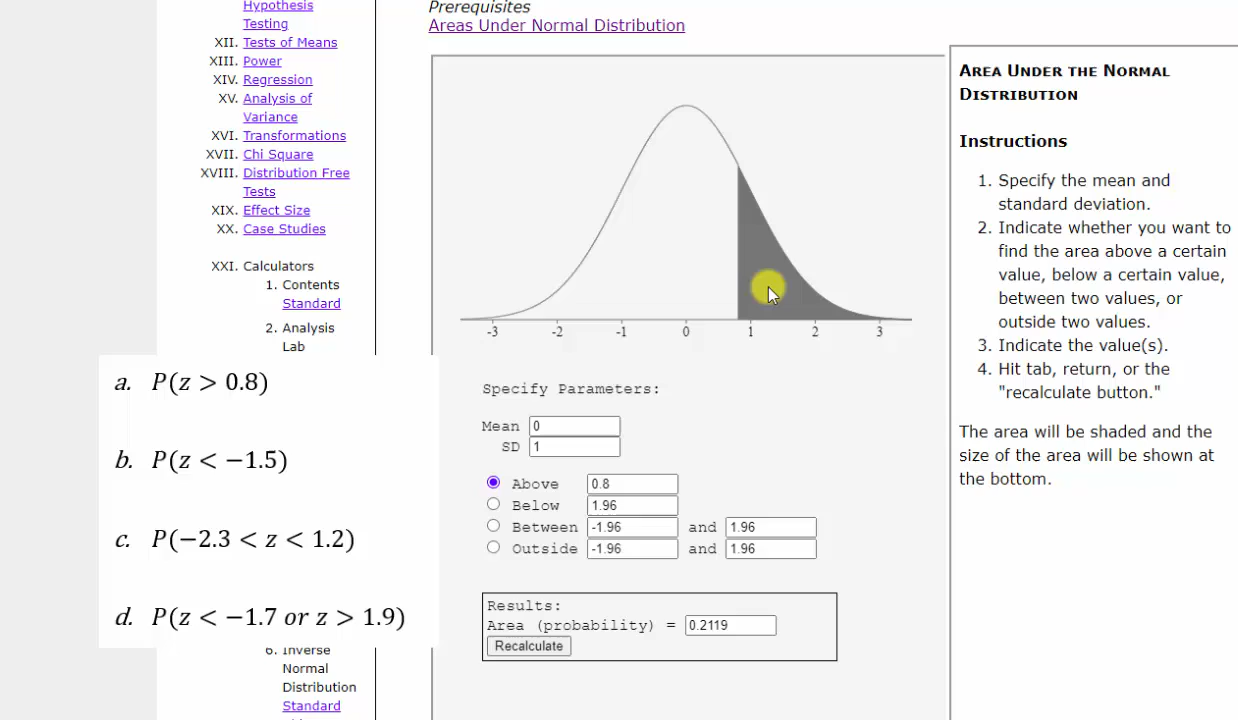 Hypothesis
Testing
XII. Tests of Means
XIII. Power
XIV. Regression
XV. Analysis of
Variance
XVI. Transformations
XVII. Chi Square
XVIII. Distribution Free
Tests
XIX. Effect Size
XX. Case Studies
XXI. Calculators
1. Contents
Standard
2. Analysis
Lab
a. P(z > 0.8)
b. P(z < −1.5)
c. P(−2.3 < z < 1.2)
d. P(z < −1.7 or z > 1.9)
6. Inverse
Normal
Distribution
Standard
Prerequisites
Areas Under Normal Distribution
-3 -2 -1 0 1 2 3
Specify Parameters:
Mean 0
SD 1
Above 0.8
Below 1.96
Between -1.96 and 1.96
Outside -1.96 and 1.96
Results:
Area (probability) = 0.2119
Recalculate
AREA UNDER THE NORMAL
DISTRIBUTION
Instructions
1. Specify the mean and
standard deviation.
2. Indicate whether you want to
find the area above a certain
value, below a certain value,
between two values, or
outside two values.
3. Indicate the value(s).
4. Hit tab, return, or the
"recalculate button."
The area will be shaded and the
size of the area will be shown at
the bottom.